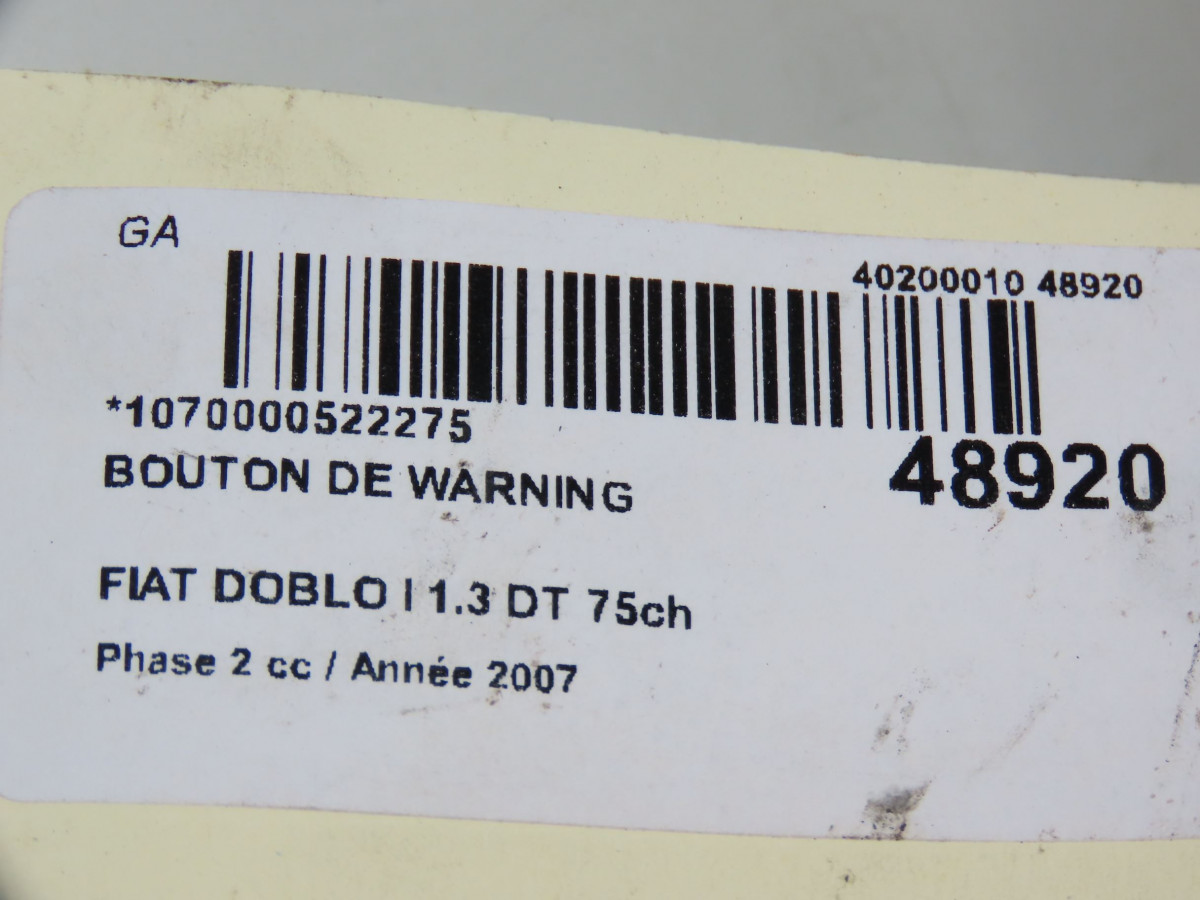 GA
40200010 48920
*1070000522275
48920
BOUTON DE WARNING
FIAT DOBLO I 1.3 DT 75ch
Phase 2 cc / Année 2007